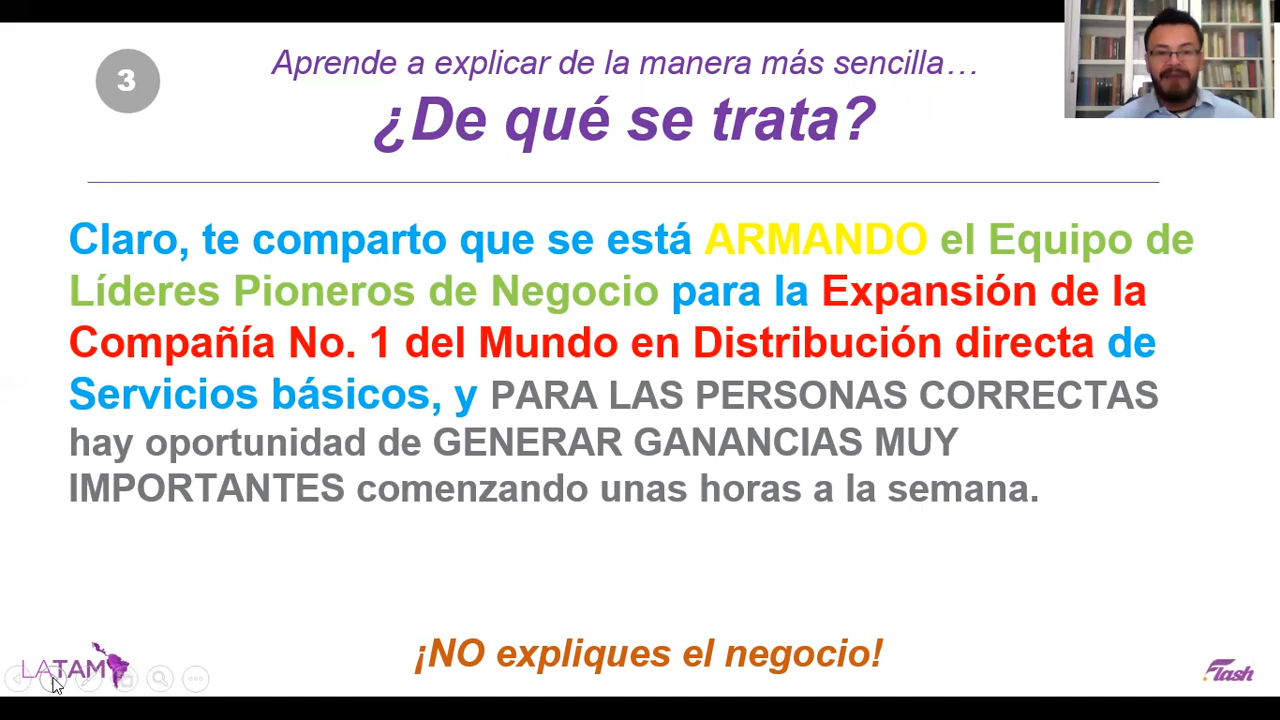 3
Aprende a explicar de la manera más sencilla…
¿De qué se trata?
Claro, te comparto que se está ARMANDO el Equipo de
Líderes Pioneros de Negocio para la Expansión de la
Compañía No. 1 del Mundo en Distribución directa de
Servicios básicos, y PARA LAS PERSONAS CORRECTAS
hay oportunidad de GENERAR GANANCIAS MUY
IMPORTANTES comenzando unas horas a la semana.
¡NO expliques el negocio!
LATAM
Flash